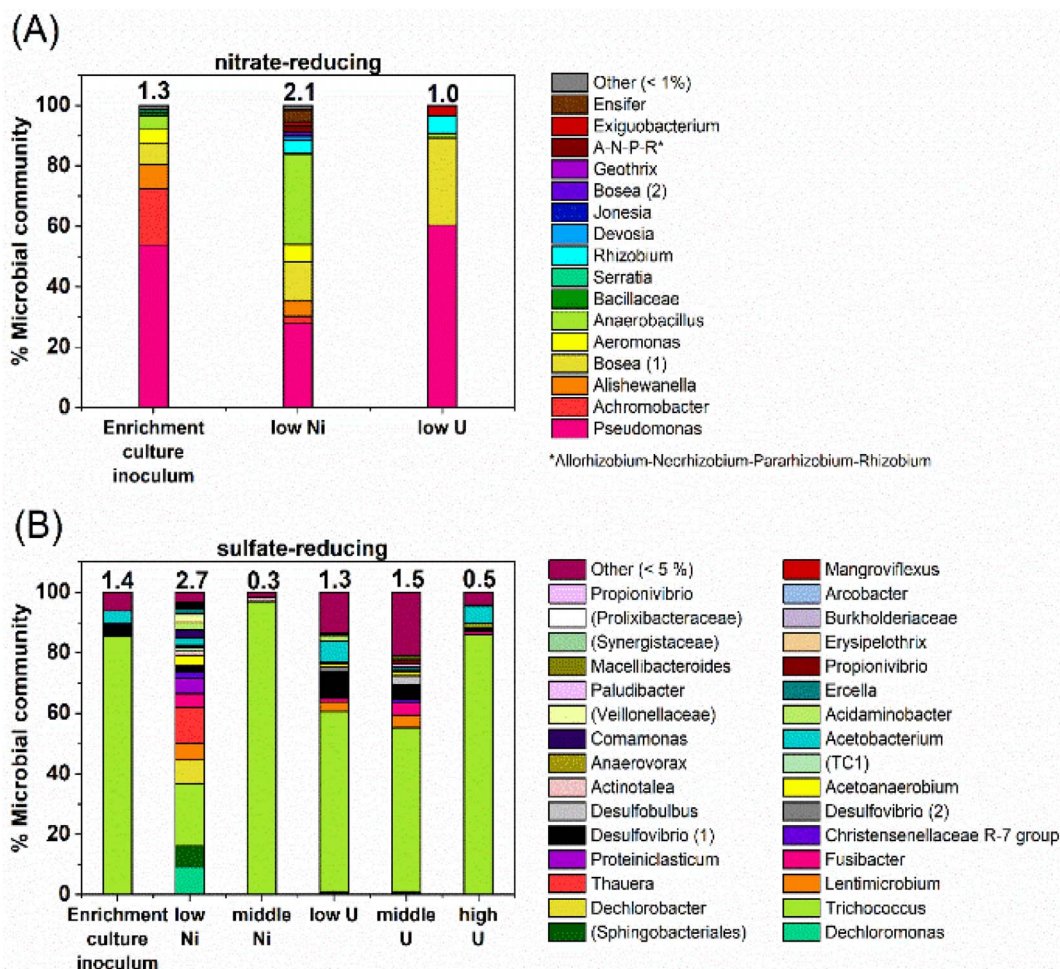 (A)
nitrate-reducing
1.3 2.1 1.0
100
80
60
40
20
0
% Microbial community
Enrichment culture inoculum
low Ni
low U
Other (< 1%)
Ensifer
Exiguobacterium
A-N-P-R*
Geothrix
Bosea (2)
Jonesia
Devosia
Rhizobium
Serratia
Bacillaceae
Anaerobacillus
Aeromonas
Bosea (1)
Alishewanella
Achromobacter
Pseudomonas
*Allorhizobium-Neorhizobium-Pararhizobium-Rhizobium
(B)
sulfate-reducing
1.4 2.7 0.3 1.3 1.5 0.5
100
80
60
40
20
0
% Microbial community
Enrichment culture inoculum
low Ni
middle Ni
low U
middle U
high U
Other (< 5 %)
Propionivibrio
(Prolixibacteraceae)
(Synergistaceae)
Macellibacteroides
Paludibacter
(Veillonellaceae)
Comamonas
Anaerovorax
Actinotalea
Desulfobulbus
Desulfovibrio (1)
Proteiniclasticum
Thauera
Dechlorobacter
(Sphingobacteriales)
Mangroviflexus
Arcobacter
Burkholderiaceae
Erysipelothrix
Propionivibrio
Ercella
Acidaminobacter
Acetobacterium
(TC1)
Acetoanaerobium
Desulfovibrio (2)
Christensenellaceae R-7 group
Fusibacter
Lentimicrobium
Trichococcus
Dechloromonas